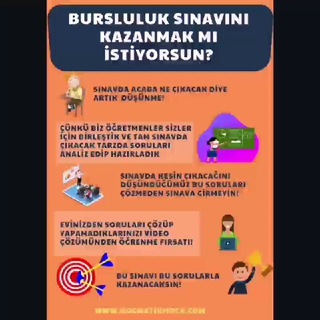 BURSLULUK SINAVINI
KAZANMAK MI
İSTİYORSUN?
SINAVDA ACABA NE ÇIKACAK DİYE
ARTIK DÜŞÜNME!
ÇÜNKÜ BİZ ÖĞRETMENLER SİZLER
İÇİN BİRLEŞTİK VE TAM SINAVDA
ÇIKACAK TARZDA SORULARI
ANALİZ EDİP HAZIRLADIK
SINAVDA KESİN ÇIKACAĞINI
DÜŞÜNDÜĞÜMÜZ BU SORULARI
ÇÖZMEDEN SINAVA GİRMEYİN!
EVİNİZDEN SORULARI ÇÖZÜP
YAPAMADIKLARINIZI VİDEO
ÇÖZÜMÜNDEN ÖĞRENME FIRSATI!
BU SINAVI BU SORULARLA
KAZANACAKSIN!